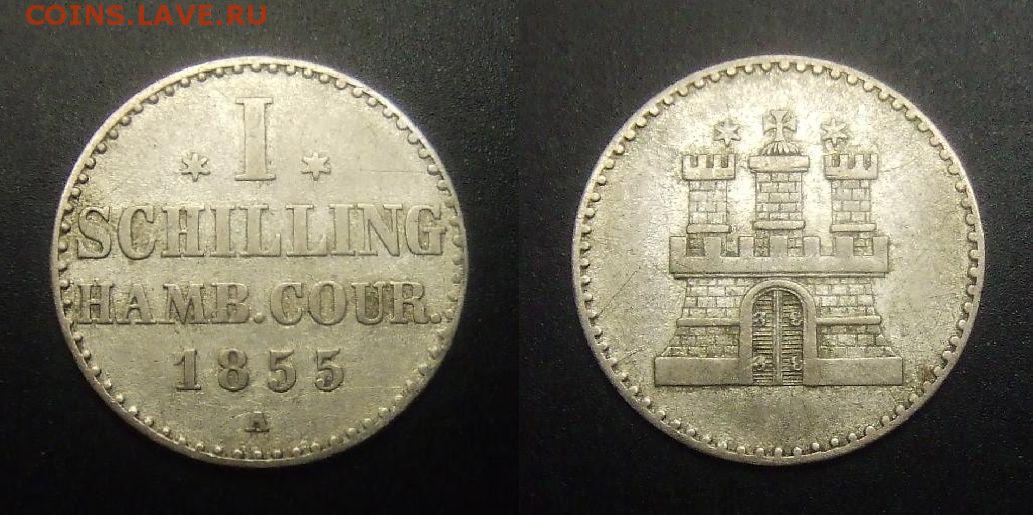 COINS.LAVE.RU
I
SCHILLING
HAMB.COUR.
1855
A